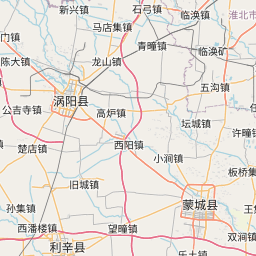 新兴镇
石弓镇
临涣镇
淮北市
马店集镇
青疃镇
临涣矿
陈大镇
龙山镇
五沟镇
涡阳县
公吉寺镇
高炉镇
坛城镇
许疃镇
楚店镇
西阳镇
小涧镇
板桥集
旧城镇
蒙城县
孙集镇
西潘楼镇
望疃镇
双涧镇
利辛县
乐土镇